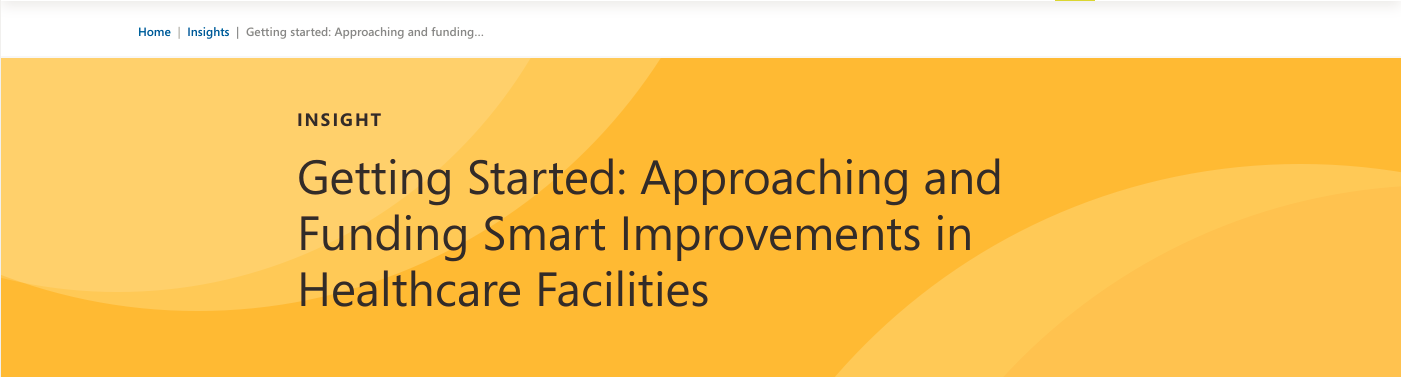 Home | Insights | Getting started: Approaching and funding...
INSIGHT
Getting Started: Approaching and
Funding Smart Improvements in
Healthcare Facilities